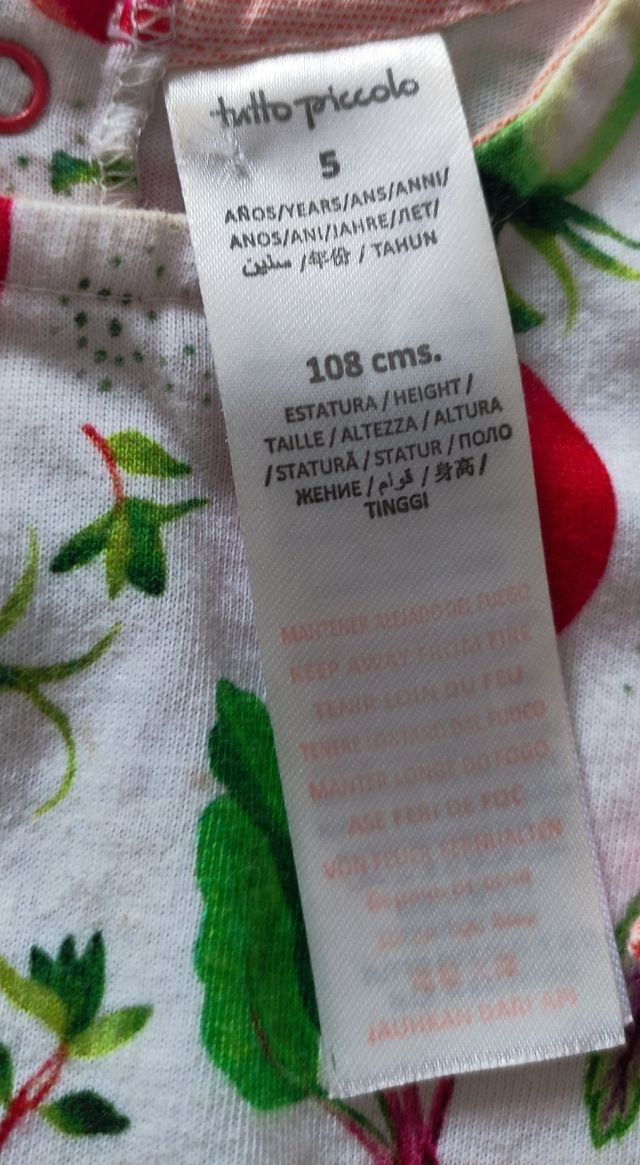 tutto piccolo
5
AÑOS/YEARS/ANS/ANNI/
ANOS/ANI/JAHRE/ЛЕТ/
سنين /年份 / TAHUN
108 cms.
ESTATURA / HEIGHT /
TAILLE / ALTEZZA / ALTURA
/ STATURĂ / STATUR / ПОЛО
ЖЕНИЕ / قوام / 身高 /
TINGGI
MANTENER ALEJADO DEL FUEGO
KEEP AWAY FROM FIRE
TENIR LOIN DU FEU
TENERE LONTANO DAL FUOCO
MANTER LONGE DO FOGO
ASE FERI DE FOC
VON FEUER FERNHALTEN
JAUHKAN DARI API